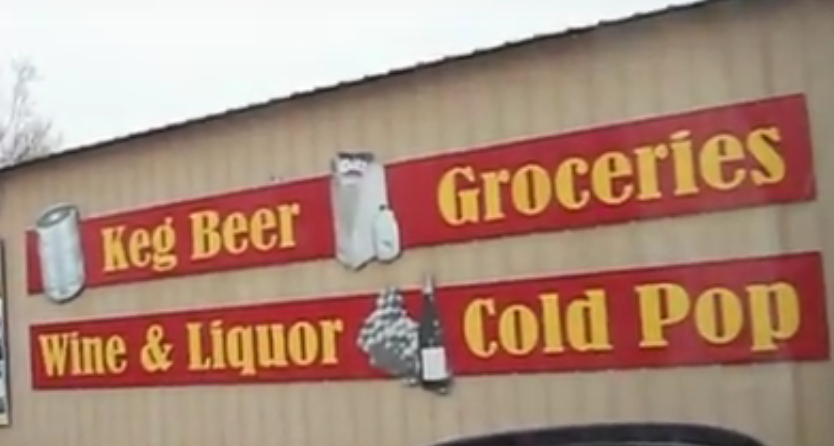 Keg Beer Groceries
Wine & Liquor Cold Pop